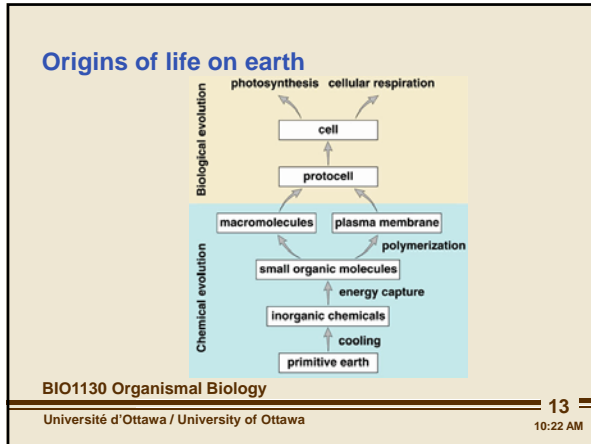 Origins of life on earth
photosynthesis cellular respiration
Biological evolution
cell
protocell
macromolecules plasma membrane
polymerization
Chemical evolution
small organic molecules
energy capture
inorganic chemicals
cooling
primitive earth
BIO1130 Organismal Biology
13
Université d'Ottawa / University of Ottawa
10:22 AM